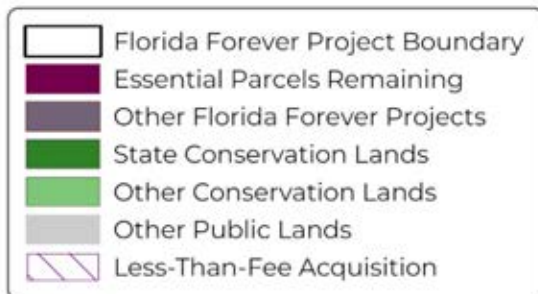 Florida Forever Project Boundary
Essential Parcels Remaining
Other Florida Forever Projects
State Conservation Lands
Other Conservation Lands
Other Public Lands
Less-Than-Fee Acquisition